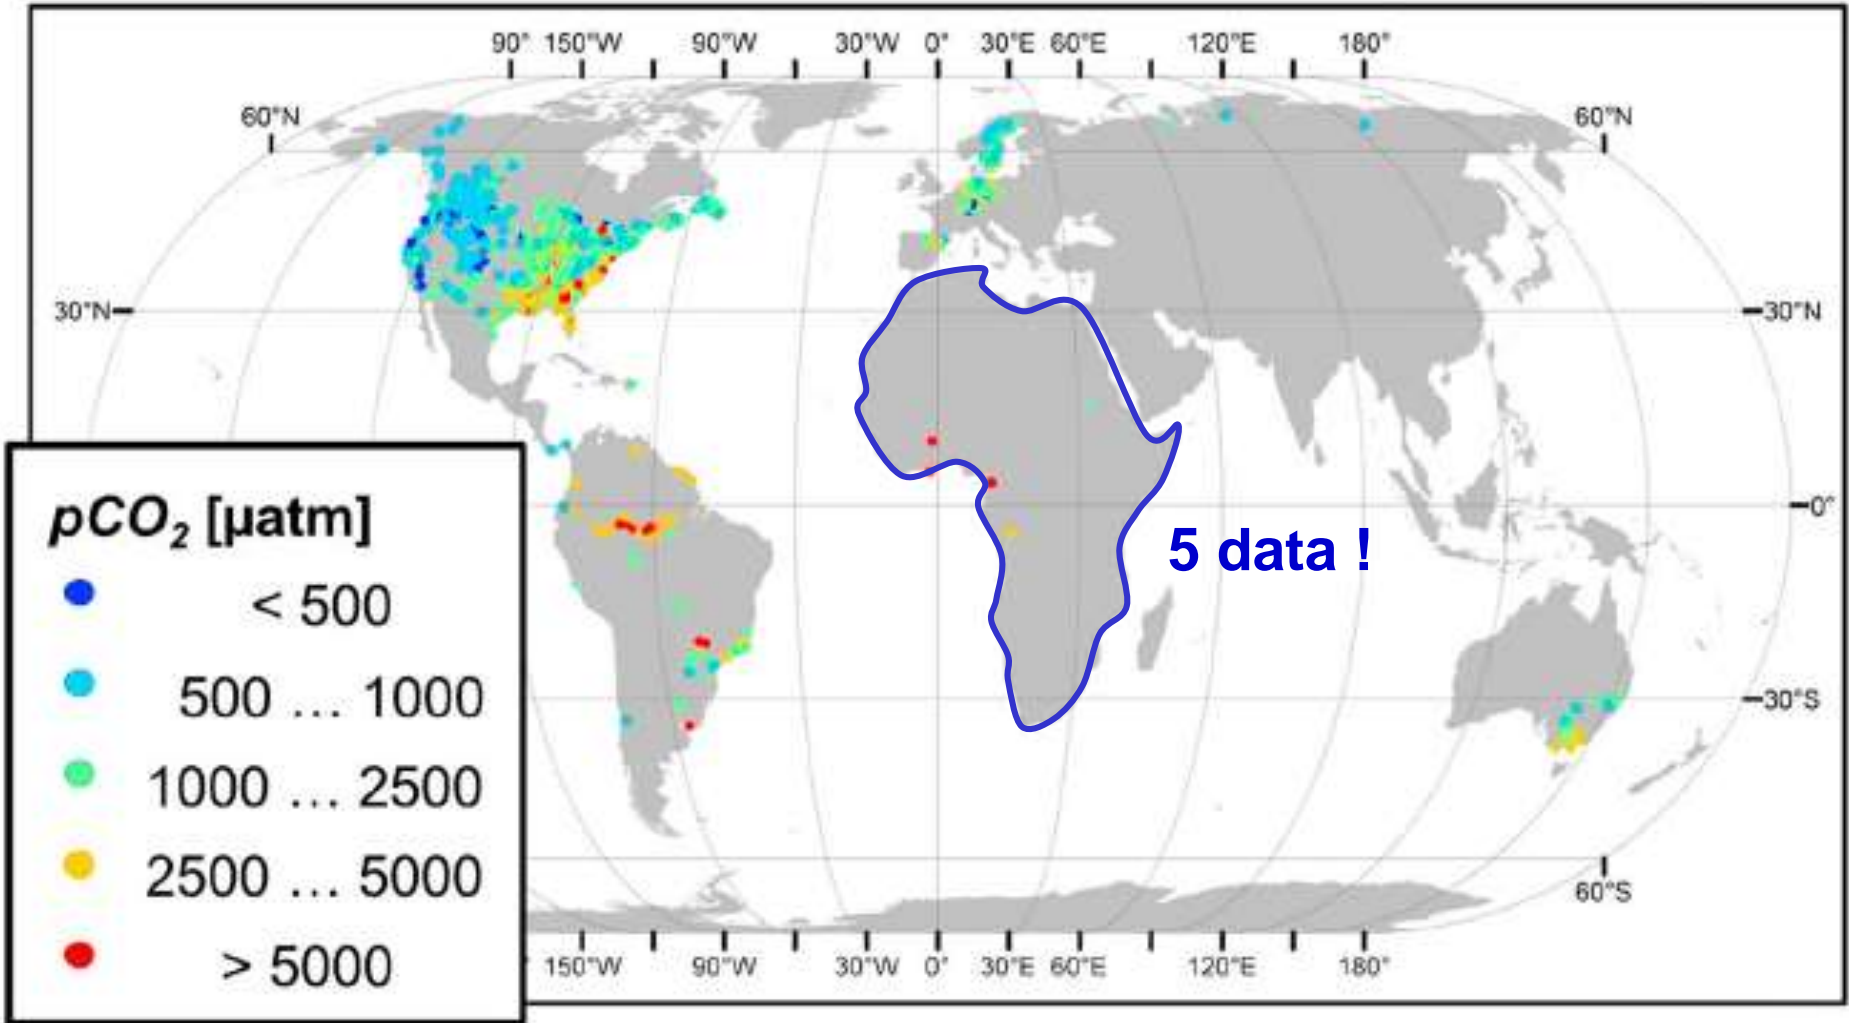 90° 150°W 90°W 30°W 0° 30°E 60°E 120°E 180°
60°N 60°N
30°N 30°N
pCO₂ [µatm]
< 500
500 ... 1000
1000 ... 2500
2500 ... 5000
> 5000
0°
5 data !
30°S
60°S
150°W 90°W 30°W 0° 30°E 60°E 120°E 180°